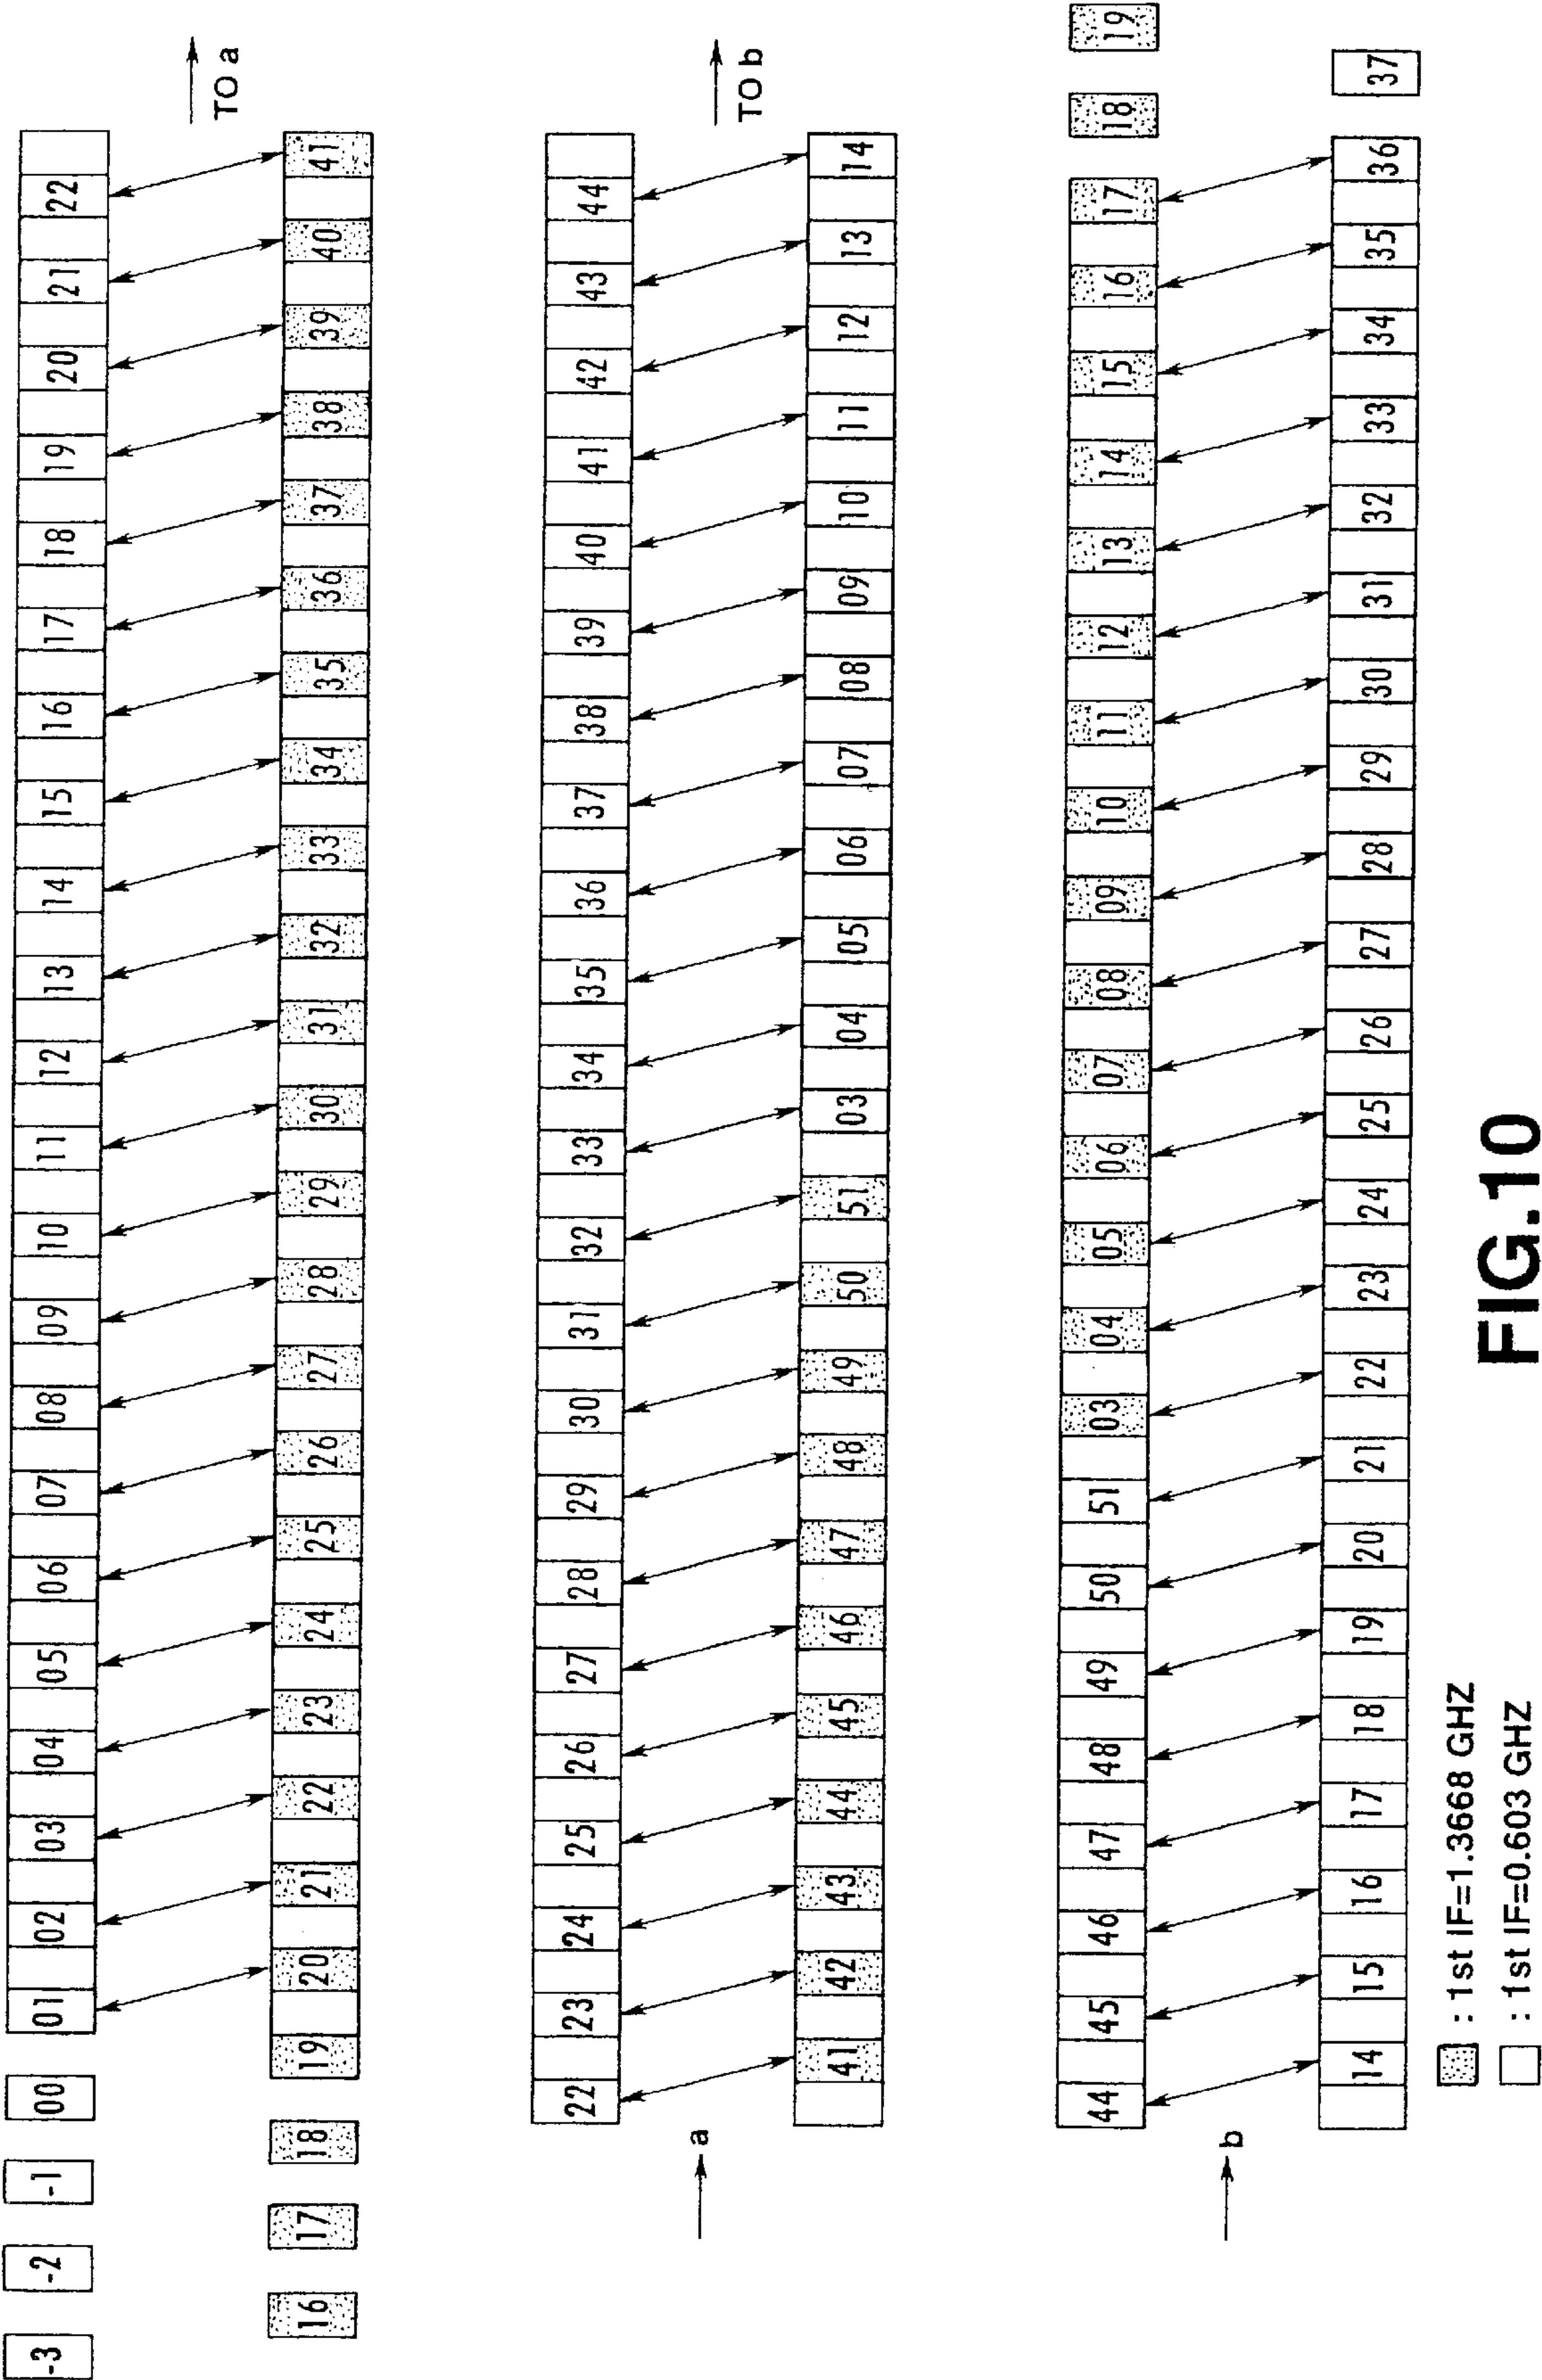 -3 -2 -1 00 01 02 03 04 05 06 07 08 09 10 11 12 13 14 15 16 17 18 19 20 21 22
TO a
16 17 18 19 20 21 22 23 24 25 26 27 28 29 30 31 32 33 34 35 36 37 38 39 40 41
22 23 24 25 26 27 28 29 30 31 32 33 34 35 36 37 38 39 40 41 42 43 44
a
TO b
41 42 43 44 45 46 47 48 49 50 51 03 04 05 06 07 08 09 10 11 12 13 14
44 45 46 47 48 49 50 51 03 04 05 06 07 08 09 10 11 12 13 14 15 16 17 18 19
b
14 15 16 17 18 19 20 21 22 23 24 25 26 27 28 29 30 31 32 33 34 35 36 37
: 1st IF=1.3668 GHZ
: 1st IF=0.603 GHZ
FIG.10